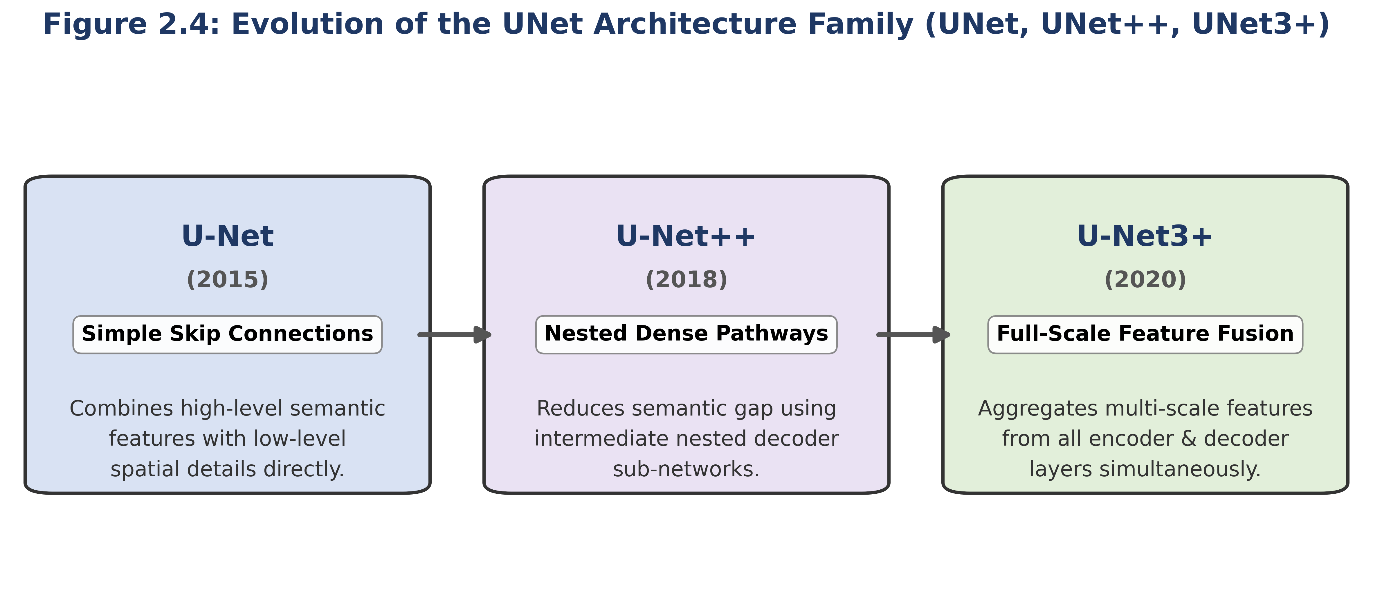 Figure 2.4: Evolution of the UNet Architecture Family (UNet, UNet++, UNet3+)
U-Net
(2015)
Simple Skip Connections
Combines high-level semantic
features with low-level
spatial details directly.
U-Net++
(2018)
Nested Dense Pathways
Reduces semantic gap using
intermediate nested decoder
sub-networks.
U-Net3+
(2020)
Full-Scale Feature Fusion
Aggregates multi-scale features
from all encoder & decoder
layers simultaneously.